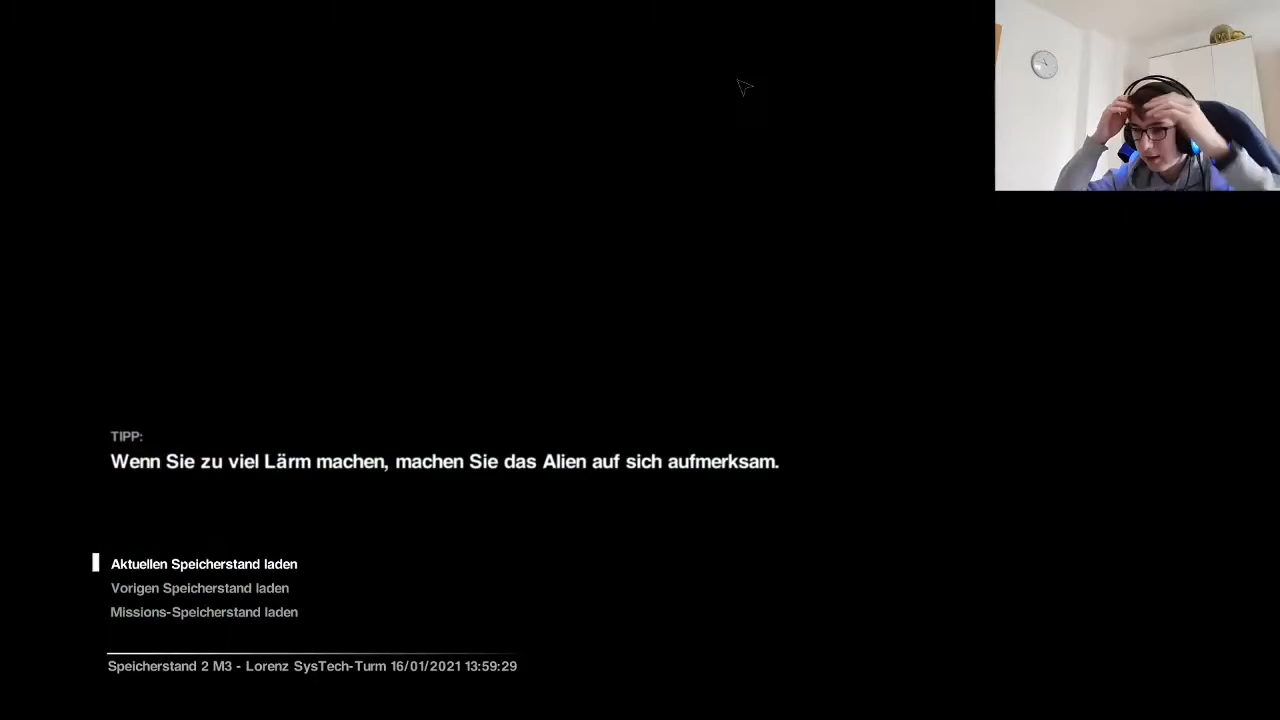 TIPP:
Wenn Sie zu viel Lärm machen, machen Sie das Alien auf sich aufmerksam.
Aktuellen Speicherstand laden
Vorigen Speicherstand laden
Missions-Speicherstand laden
Speicherstand 2 M3 - Lorenz SysTech-Turm 16/01/2021 13:59:29